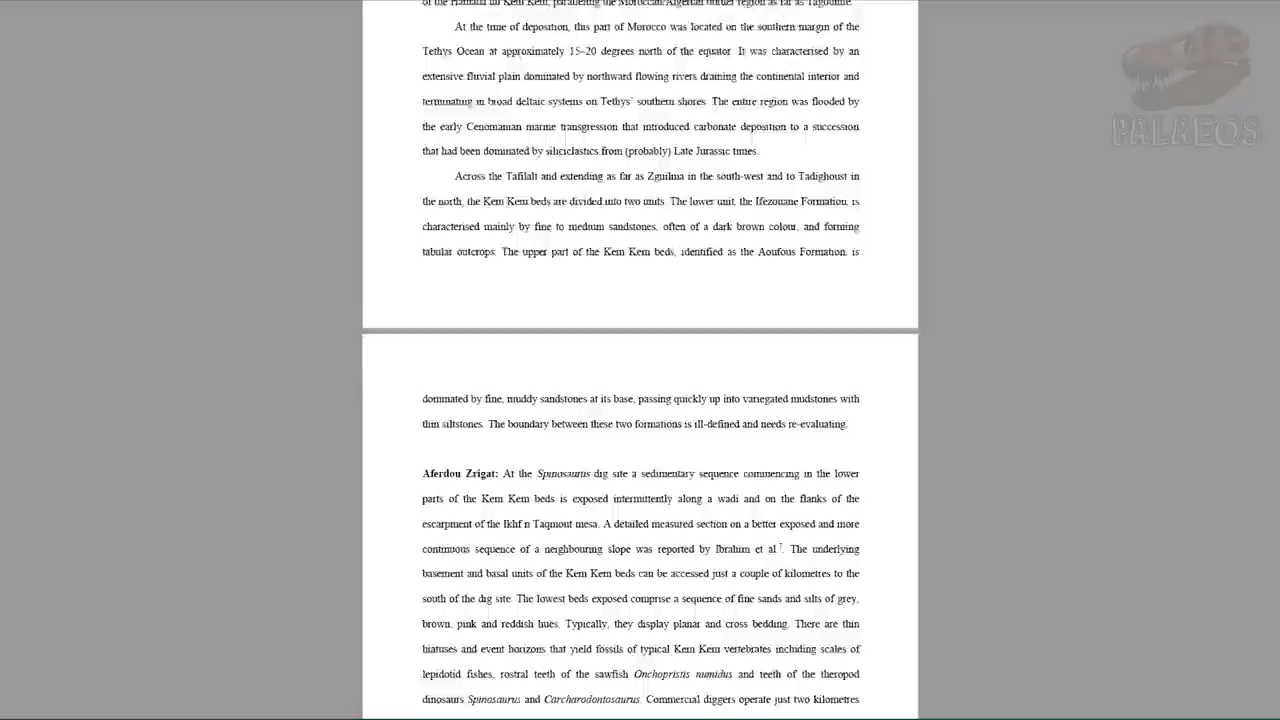 of the Hamada du Kem Kem, paralleling the Moroccan/Algerian border region as far as Taguunine.
At the time of deposition, this part of Morocco was located on the southern margin of the
Tethys Ocean at approximately 15–20 degrees north of the equator. It was characterised by an
extensive fluvial plain dominated by northward flowing rivers draining the continental interior and
terminating in broad deltaic systems on Tethys' southern shores. The entire region was flooded by
the early Cenomanian marine transgression that introduced carbonate deposition to a succession
that had been dominated by siliciclastics from (probably) Late Jurassic times.
Across the Tafilalt and extending as far as Zguilma in the south-west and to Tadighoust in
the north, the Kem Kem beds are divided into two units. The lower unit, the Ifezouane Formation, is
characterised mainly by fine to medium sandstones, often of a dark brown colour, and forming
tabular outcrops. The upper part of the Kem Kem beds, identified as the Aoufous Formation, is
dominated by fine, muddy sandstones at its base, passing quickly up into variegated mudstones with
thin siltstones. The boundary between these two formations is ill-defined and needs re-evaluating.
Aferdou Zrigat: At the Spinosaurus dig site a sedimentary sequence commencing in the lower
parts of the Kem Kem beds is exposed intermittently along a wadi and on the flanks of the
escarpment of the Ikhf n Taqmout mesa. A detailed measured section on a better exposed and more
continuous sequence of a neighbouring slope was reported by Ibrahim et al. The underlying
basement and basal units of the Kem Kem beds can be accessed just a couple of kilometres to the
south of the dig site. The lowest beds exposed comprise a sequence of fine sands and silts of grey,
brown, pink and reddish hues. Typically, they display planar and cross bedding. There are thin
hiatuses and event horizons that yield fossils of typical Kem Kem vertebrates including scales of
lepidotid fishes, rostral teeth of the sawfish Onchopristis numidus and teeth of the theropod
dinosaurs Spinosaurus and Carcharodontosaurus. Commercial diggers operate just two kilometres
PALAEOS